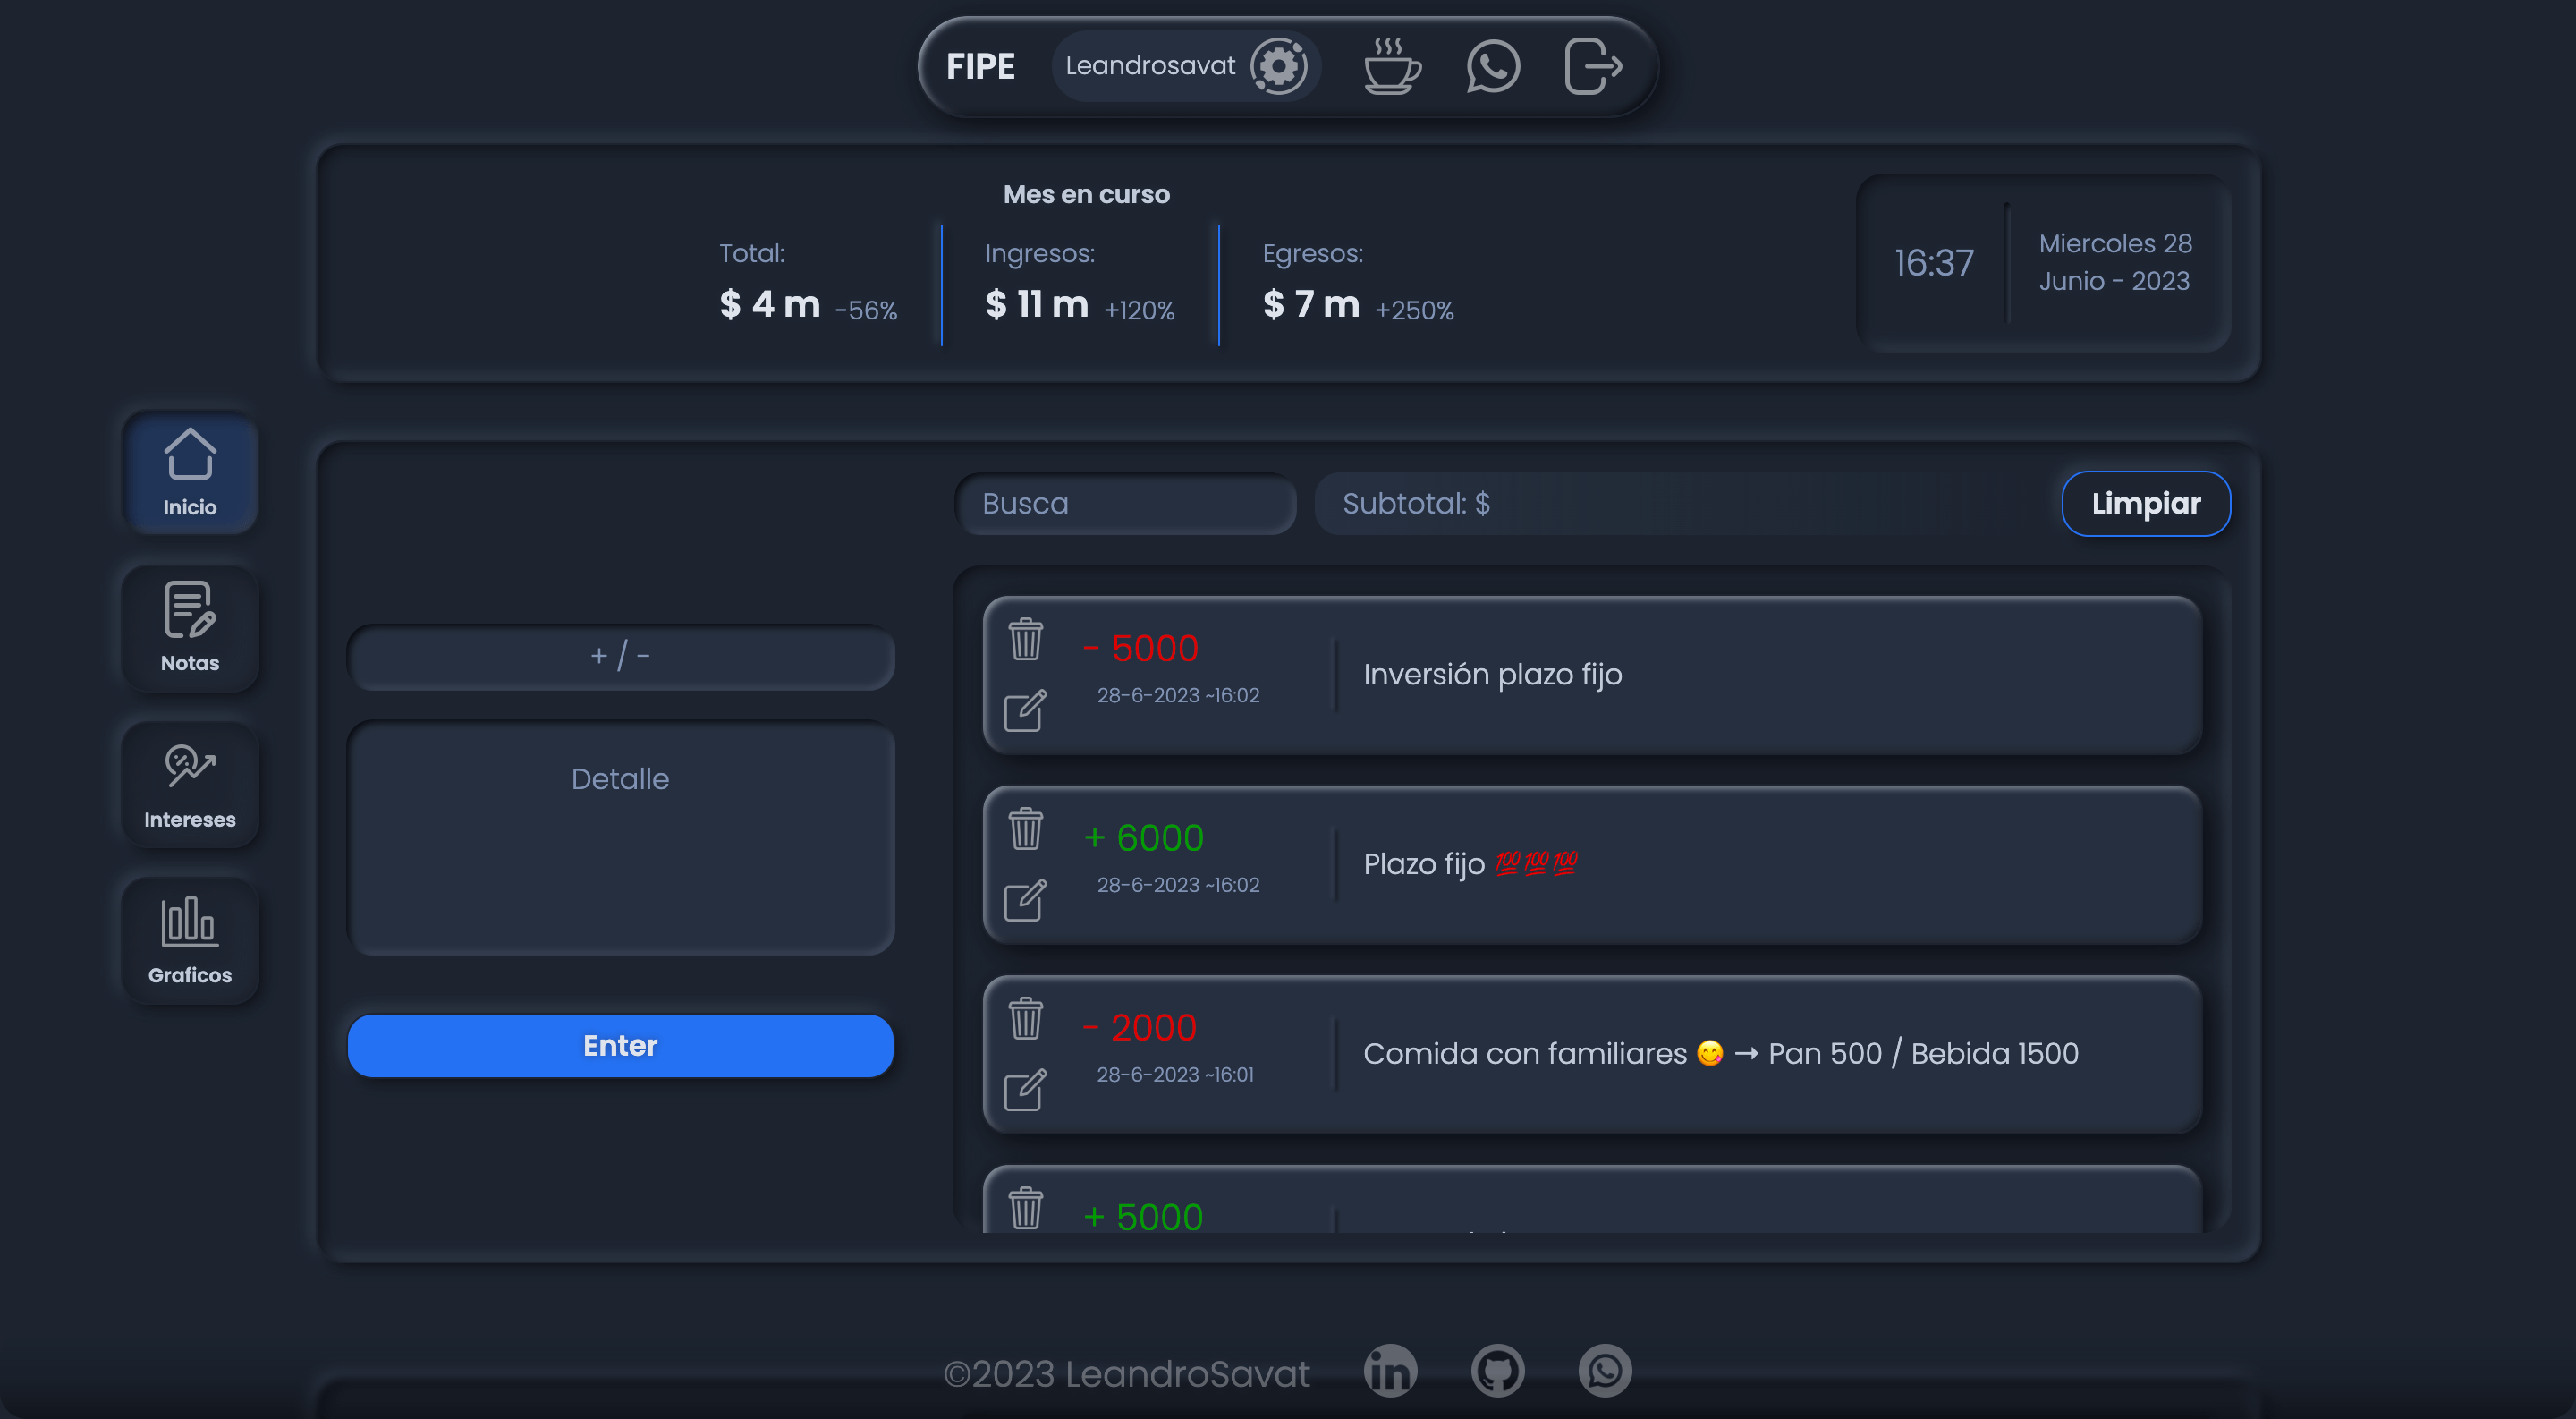 FIPE
Leandrosavat
Mes en curso
Total:
$ 4 m -56%
Ingresos:
$ 11 m +120%
Egresos:
$ 7 m +250%
16:37
Miercoles 28
Junio - 2023
Inicio
Notas
Intereses
Graficos
+ / -
Detalle
Enter
Busca
Subtotal: $
Limpiar
- 5000
28-6-2023 ~16:02
Inversión plazo fijo
+ 6000
28-6-2023 ~16:02
Plazo fijo 💯💯💯
- 2000
28-6-2023 ~16:01
Comida con familiares 😋 → Pan 500 / Bebida 1500
+ 5000
©2023 LeandroSavat